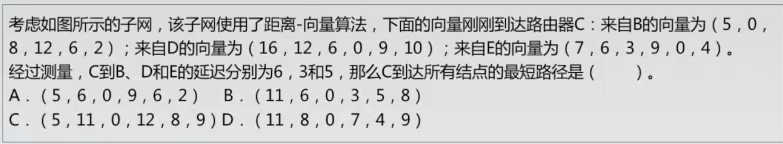 考虑如图所示的子网，该子网使用了距离-向量算法，下面的向量刚刚到达路由器C：来自B的向量为（5，0，
8，12，6，2）；来自D的向量为（16，12，6，0，9，10）；来自E的向量为（7，6，3，9，0，4）。
经过测量，C到B、D和E的延迟分别为6，3和5，那么C到达所有结点的最短路径是（　　）。
A．（5，6，0，9，6，2）　B．（11，6，0，3，5，8）
C．（5，11，0，12，8，9）D．（11，8，0，7，4，9）